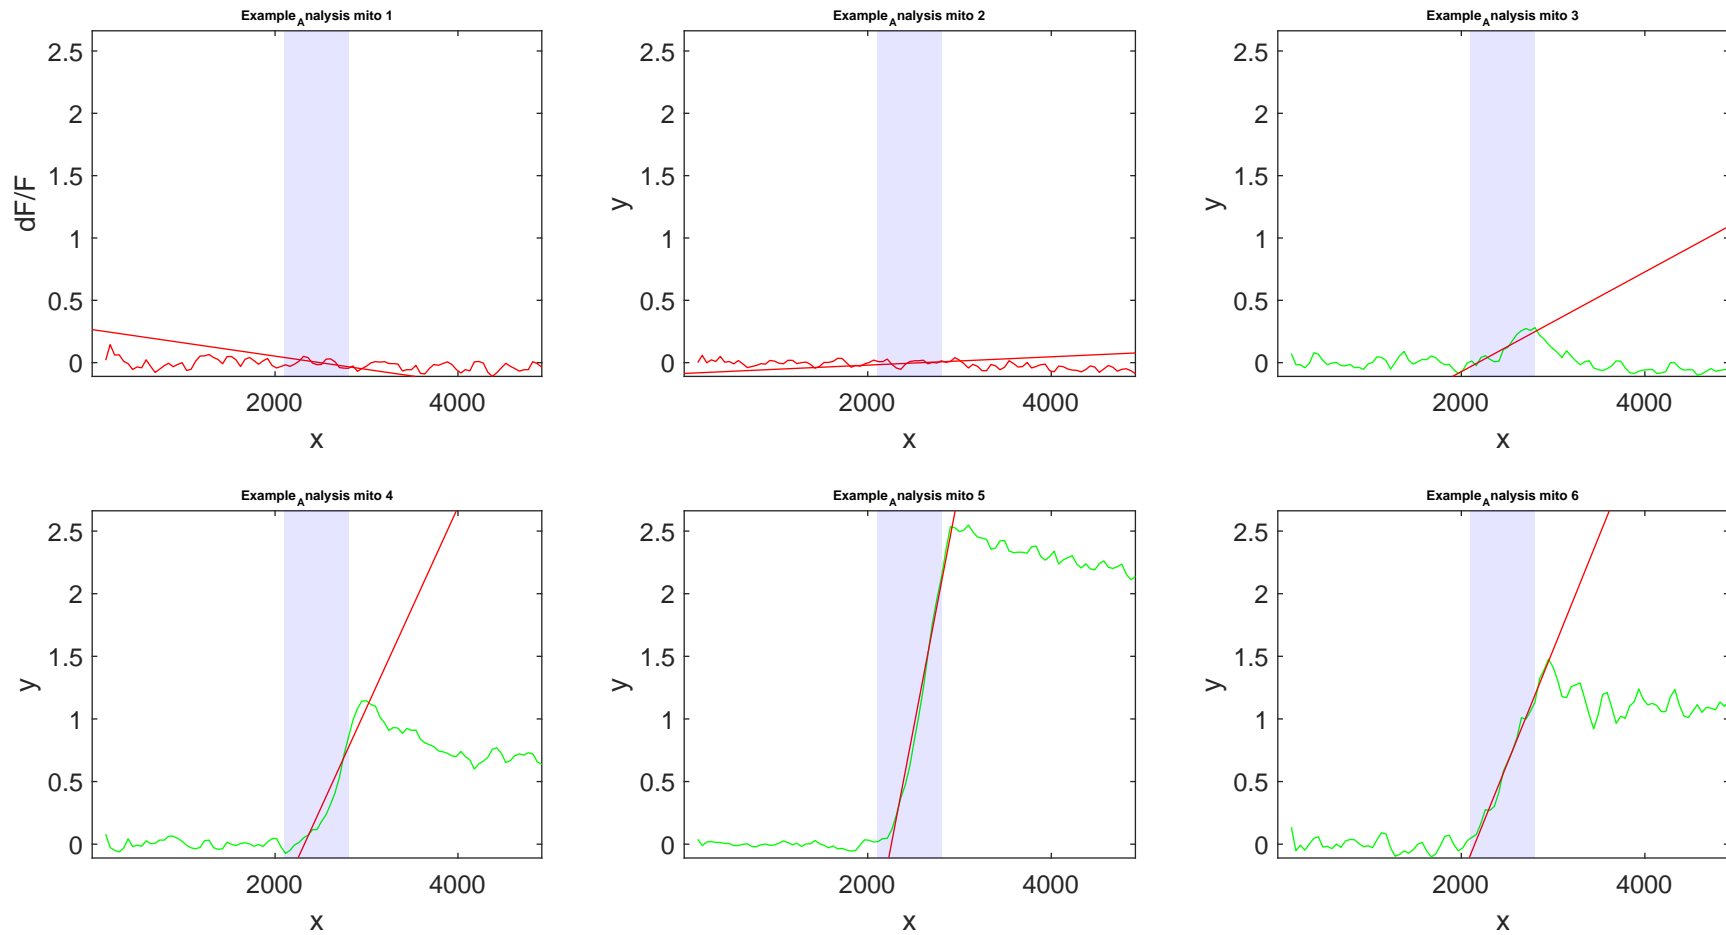 Example_Analysis mito 1
2.5
2
1.5
1
0.5
0
dF/F
2000 4000
x
Example_Analysis mito 2
2.5
2
1.5
1
0.5
0
y
2000 4000
x
Example_Analysis mito 3
2.5
2
1.5
1
0.5
0
y
2000 4000
x
Example_Analysis mito 4
2.5
2
1.5
1
0.5
0
y
2000 4000
x
Example_Analysis mito 5
2.5
2
1.5
1
0.5
0
y
2000 4000
x
Example_Analysis mito 6
2.5
2
1.5
1
0.5
0
y
2000 4000
x